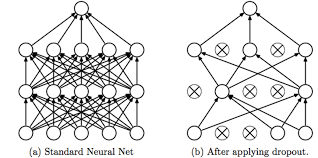 (a) Standard Neural Net
(b) After applying dropout.